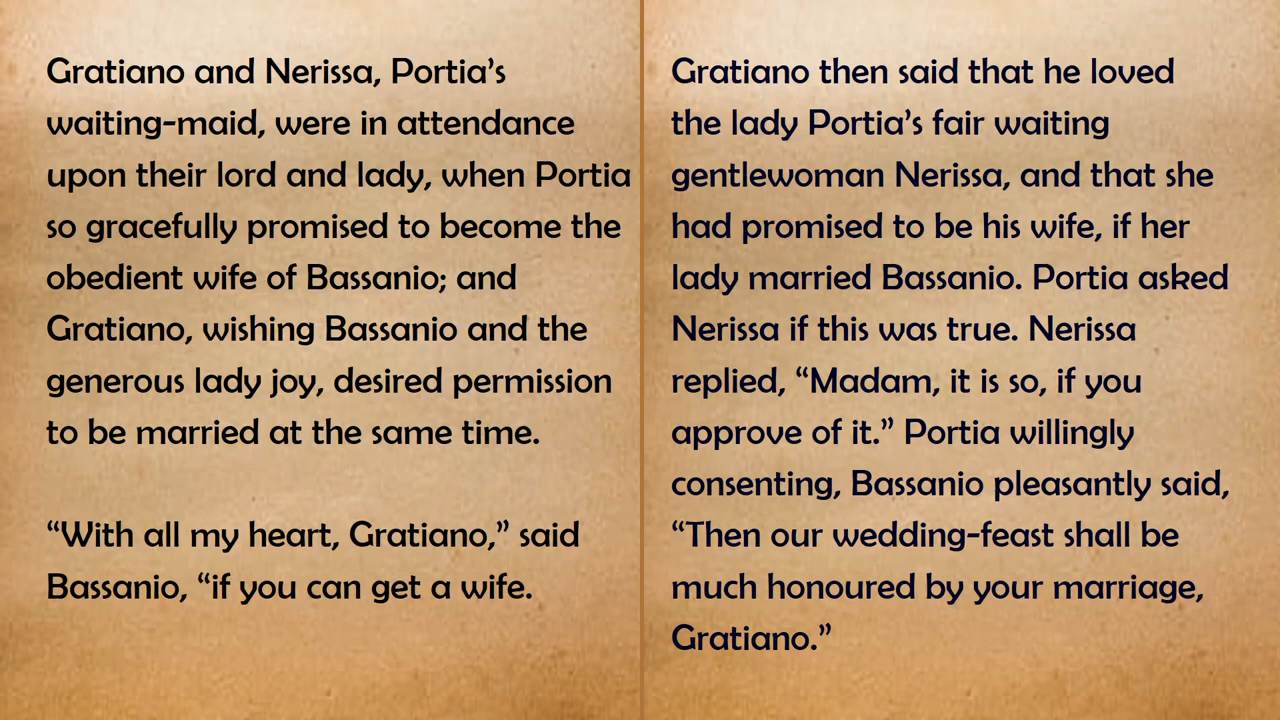 Gratiano and Nerissa, Portia’s
waiting-maid, were in attendance
upon their lord and lady, when Portia
so gracefully promised to become the
obedient wife of Bassanio; and
Gratiano, wishing Bassanio and the
generous lady joy, desired permission
to be married at the same time.
“With all my heart, Gratiano,” said
Bassanio, “if you can get a wife.
Gratiano then said that he loved
the lady Portia’s fair waiting
gentlewoman Nerissa, and that she
had promised to be his wife, if her
lady married Bassanio. Portia asked
Nerissa if this was true. Nerissa
replied, “Madam, it is so, if you
approve of it.” Portia willingly
consenting, Bassanio pleasantly said,
“Then our wedding-feast shall be
much honoured by your marriage,
Gratiano.”